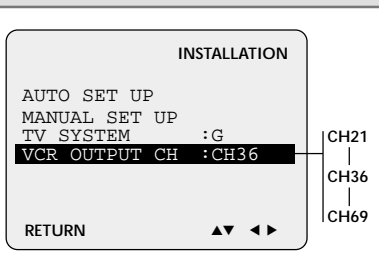 INSTALLATION
AUTO SET UP
MANUAL SET UP
TV SYSTEM :G
VCR OUTPUT CH :CH36
CH21
CH36
CH69
RETURN ▲▼ ◀ ▶